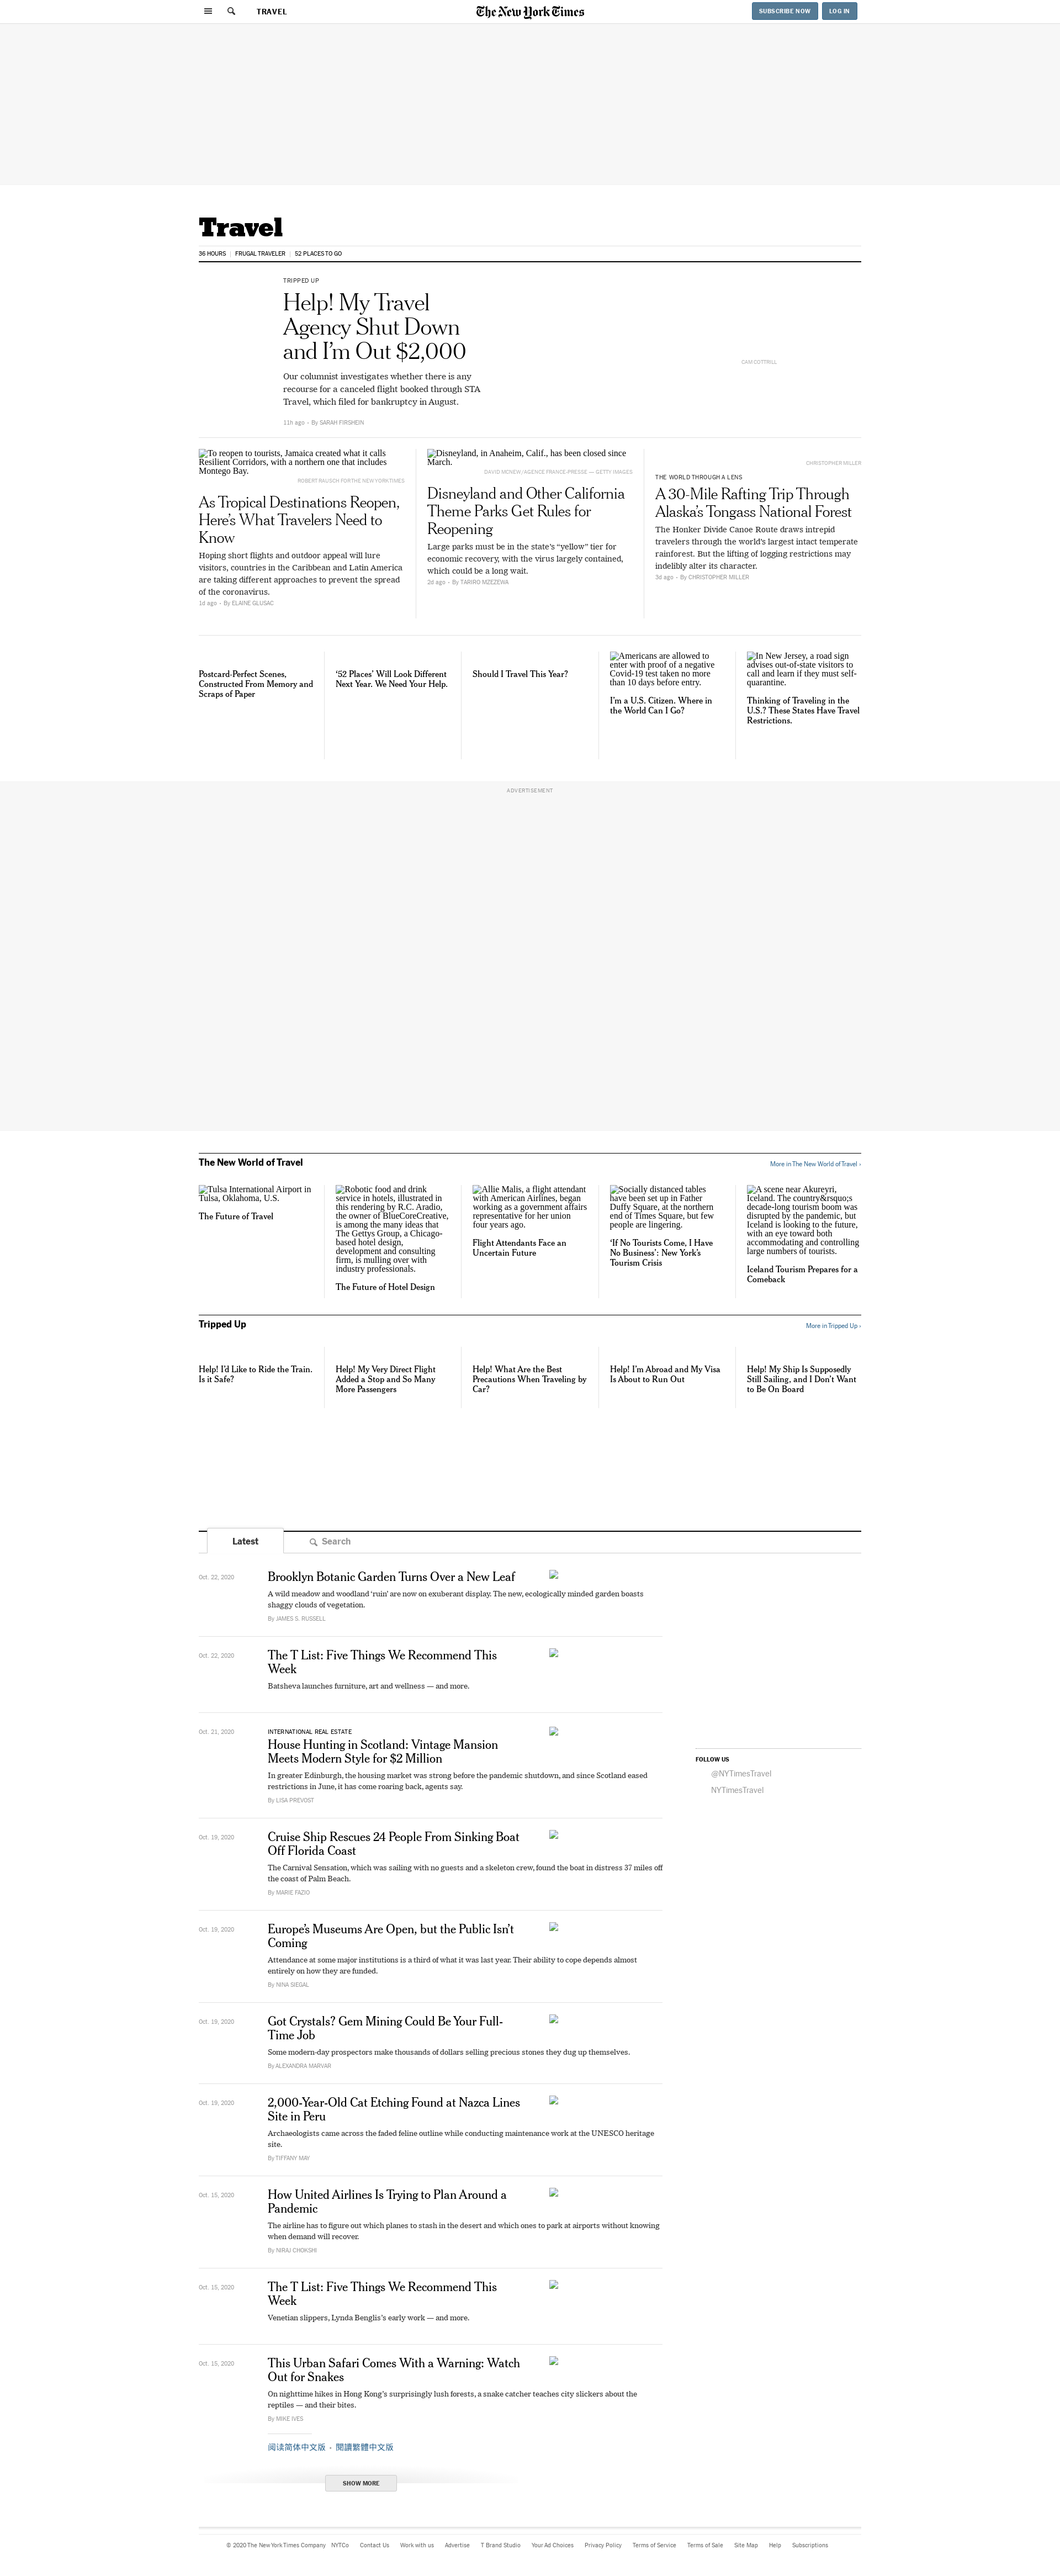 TRAVEL
The New York Times
SUBSCRIBE NOW
LOG IN
Travel
36 HOURS
FRUGAL TRAVELER
52 PLACES TO GO
TRIPPED UP
Help! My Travel
Agency Shut Down
and I'm Out $2,000
Our columnist investigates whether there is any
recourse for a canceled flight booked through STA
Travel, which filed for bankruptcy in August.
11h ago · By SARAH FIRSHEIN
CAM COTTRILL
To reopen to tourists, Jamaica created what it calls
Resilient Corridors, with a northern one that includes
Montego Bay.
ROBERT RAUSCH FOR THE NEW YORK TIMES
As Tropical Destinations Reopen,
Here's What Travelers Need to
Know
Hoping short flights and outdoor appeal will lure
visitors, countries in the Caribbean and Latin America
are taking different approaches to prevent the spread
of the coronavirus.
1d ago · By ELAINE GLUSAC
Disneyland, in Anaheim, Calif., has been closed since
March.
DAVID MCNEW/AGENCE FRANCE-PRESSE — GETTY IMAGES
Disneyland and Other California
Theme Parks Get Rules for
Reopening
Large parks must be in the state's “yellow” tier for
economic recovery, with the virus largely contained,
which could be a long wait.
2d ago · By TARIRO MZEZEWA
CHRISTOPHER MILLER
THE WORLD THROUGH A LENS
A 30-Mile Rafting Trip Through
Alaska's Tongass National Forest
The Honker Divide Canoe Route draws intrepid
travelers through the world's largest intact temperate
rainforest. But the lifting of logging restrictions may
indelibly alter its character.
3d ago · By CHRISTOPHER MILLER
Postcard-Perfect Scenes,
Constructed From Memory and
Scraps of Paper
‘52 Places’ Will Look Different
Next Year. We Need Your Help.
Should I Travel This Year?
Americans are allowed to
enter with proof of a negative
Covid-19 test taken no more
than 10 days before entry.
I'm a U.S. Citizen. Where in
the World Can I Go?
In New Jersey, a road sign
advises out-of-state visitors to
call and learn if they must self-
quarantine.
Thinking of Traveling in the
U.S.? These States Have Travel
Restrictions.
ADVERTISEMENT
The New World of Travel
More in The New World of Travel ›
Tulsa International Airport in
Tulsa, Oklahoma, U.S.
The Future of Travel
Robotic food and drink
service in hotels, illustrated in
this rendering by R.C. Aradio,
the owner of BlueCoreCreative,
is among the many ideas that
The Gettys Group, a Chicago-
based hotel design,
development and consulting
firm, is mulling over with
industry professionals.
The Future of Hotel Design
Allie Malis, a flight attendant
with American Airlines, began
working as a government affairs
representative for her union
four years ago.
Flight Attendants Face an
Uncertain Future
Socially distanced tables
have been set up in Father
Duffy Square, at the northern
end of Times Square, but few
people are lingering.
‘If No Tourists Come, I Have
No Business’: New York's
Tourism Crisis
A scene near Akureyri,
Iceland. The country&rsquo;s
decade-long tourism boom was
disrupted by the pandemic, but
Iceland is looking to the future,
with an eye toward both
accommodating and controlling
large numbers of tourists.
Iceland Tourism Prepares for a
Comeback
Tripped Up
More in Tripped Up ›
Help! I'd Like to Ride the Train.
Is it Safe?
Help! My Very Direct Flight
Added a Stop and So Many
More Passengers
Help! What Are the Best
Precautions When Traveling by
Car?
Help! I'm Abroad and My Visa
Is About to Run Out
Help! My Ship Is Supposedly
Still Sailing, and I Don't Want
to Be On Board
Latest
Search
Oct. 22, 2020
Brooklyn Botanic Garden Turns Over a New Leaf
A wild meadow and woodland ‘ruin’ are now on exuberant display. The new, ecologically minded garden boasts
shaggy clouds of vegetation.
By JAMES S. RUSSELL
Oct. 22, 2020
The T List: Five Things We Recommend This
Week
Batsheva launches furniture, art and wellness — and more.
Oct. 21, 2020
INTERNATIONAL REAL ESTATE
House Hunting in Scotland: Vintage Mansion
Meets Modern Style for $2 Million
In greater Edinburgh, the housing market was strong before the pandemic shutdown, and since Scotland eased
restrictions in June, it has come roaring back, agents say.
By LISA PREVOST
FOLLOW US
@NYTimesTravel
NYTimesTravel
Oct. 19, 2020
Cruise Ship Rescues 24 People From Sinking Boat
Off Florida Coast
The Carnival Sensation, which was sailing with no guests and a skeleton crew, found the boat in distress 37 miles off
the coast of Palm Beach.
By MARIE FAZIO
Oct. 19, 2020
Europe's Museums Are Open, but the Public Isn't
Coming
Attendance at some major institutions is a third of what it was last year. Their ability to cope depends almost
entirely on how they are funded.
By NINA SIEGAL
Oct. 19, 2020
Got Crystals? Gem Mining Could Be Your Full-
Time Job
Some modern-day prospectors make thousands of dollars selling precious stones they dug up themselves.
By ALEXANDRA MARVAR
Oct. 19, 2020
2,000-Year-Old Cat Etching Found at Nazca Lines
Site in Peru
Archaeologists came across the faded feline outline while conducting maintenance work at the UNESCO heritage
site.
By TIFFANY MAY
Oct. 15, 2020
How United Airlines Is Trying to Plan Around a
Pandemic
The airline has to figure out which planes to stash in the desert and which ones to park at airports without knowing
when demand will recover.
By NIRAJ CHOKSHI
Oct. 15, 2020
The T List: Five Things We Recommend This
Week
Venetian slippers, Lynda Benglis's early work — and more.
Oct. 15, 2020
This Urban Safari Comes With a Warning: Watch
Out for Snakes
On nighttime hikes in Hong Kong's surprisingly lush forests, a snake catcher teaches city slickers about the
reptiles — and their bites.
By MIKE IVES
阅读简体中文版 • 閱讀繁體中文版
SHOW MORE
© 2020 The New York Times Company NYTCo Contact Us Work with us Advertise T Brand Studio Your Ad Choices Privacy Policy Terms of Service Terms of Sale Site Map Help Subscriptions